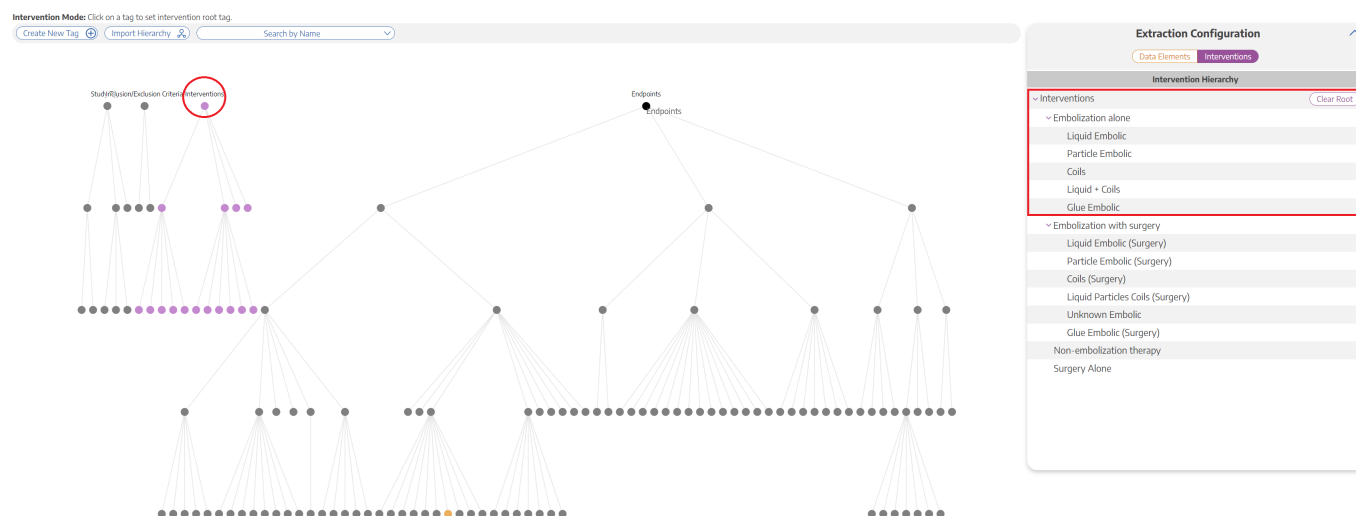 Intervention Mode: Click on a tag to set intervention root tag.
Create New Tag
Import Hierarchy
Search by Name
Extraction Configuration
Data Elements
Interventions
Intervention Hierarchy
Interventions
Clear Root
Embolization alone
Liquid Embolic
Particle Embolic
Coils
Liquid + Coils
Glue Embolic
Embolization with surgery
Liquid Embolic (Surgery)
Particle Embolic (Surgery)
Coils (Surgery)
Liquid Particles Coils (Surgery)
Unknown Embolic
Glue Embolic (Surgery)
Non-embolization therapy
Surgery Alone
Exclusion Criteria
Interventions
Endpoints
Endpoints